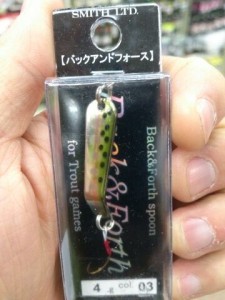 SMITH LTD.
【バックアンドフォース】
Back&Forth
Back&Forth spoon
for Trout games
4 g col. 03